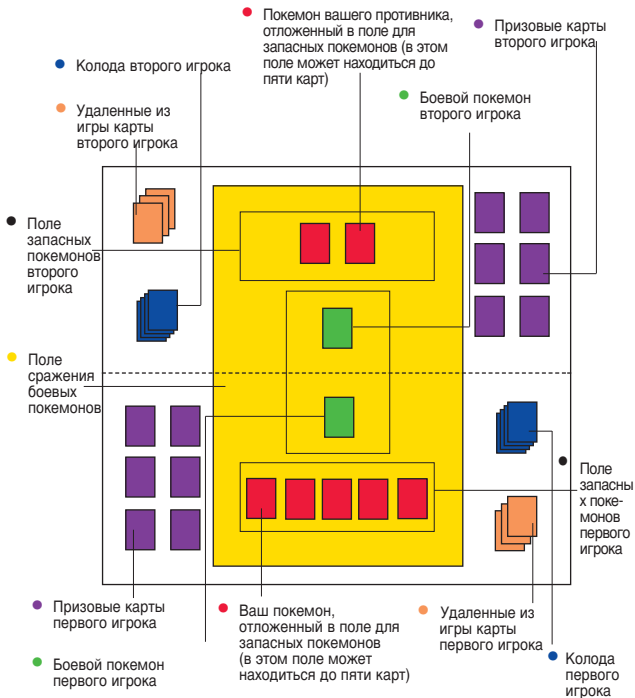 Покемон вашего противника,
отложенный в поле для
запасных покемонов (в этом
поле может находиться до
пяти карт)
Призовые карты
второго игрока
Колода второго игрока
Боевой покемон
второго игрока
Удаленные из
игры карты
второго игрока
Поле
запасных
покемонов
второго
игрока
Поле
сражения
боевых
покемонов
Поле
запасны
х поке-
монов
первого
игрока
Призовые карты
первого игрока
Ваш покемон,
отложенный в поле для
запасных покемонов
(в этом поле может
находиться до пяти карт)
Удаленные из
игры карты
первого игрока
Боевой покемон
первого игрока
Колода
первого
игрока